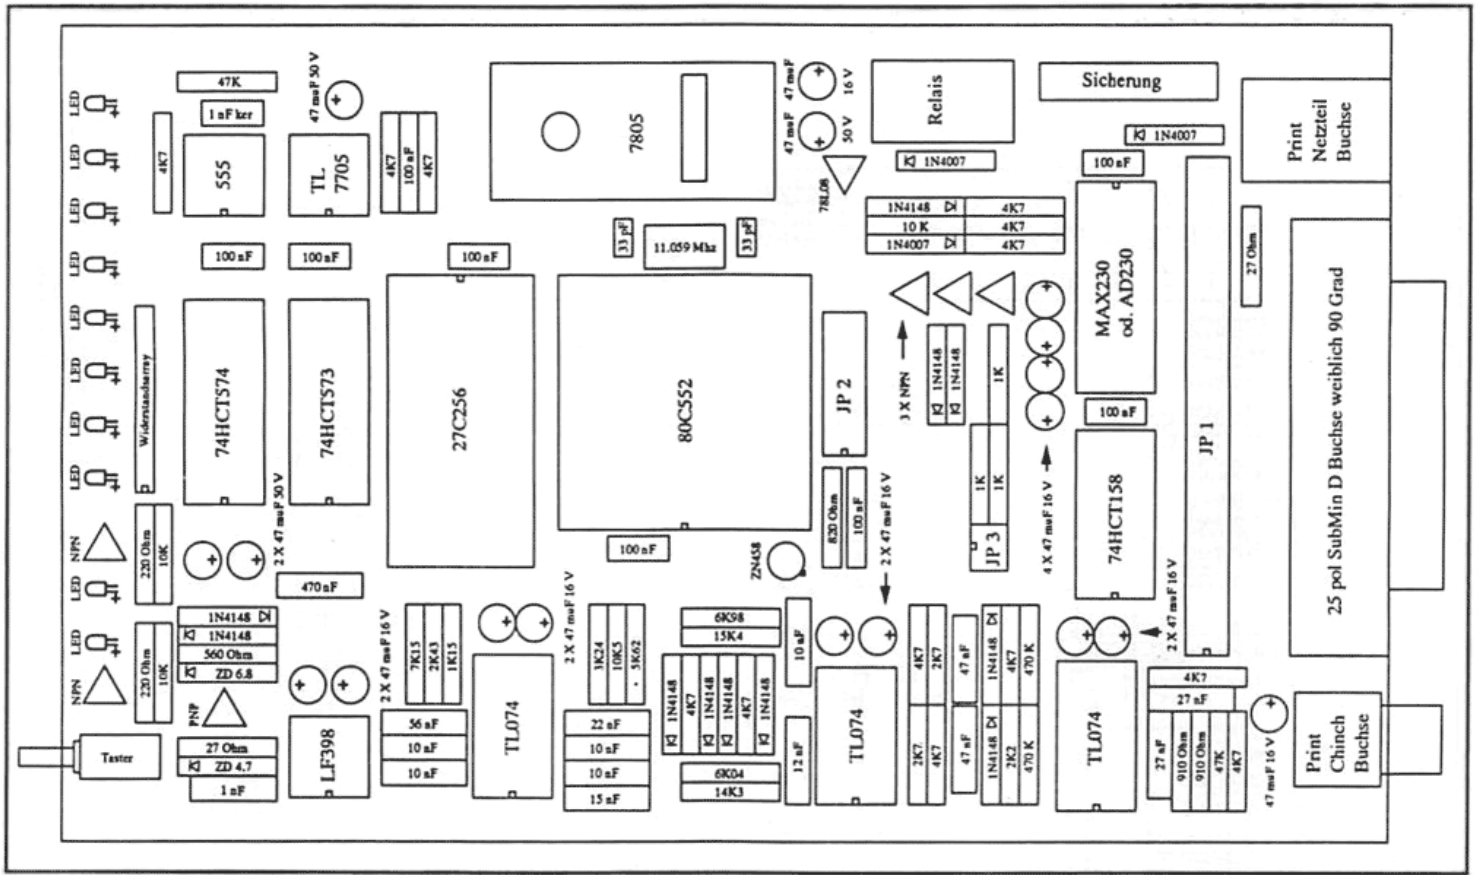 LED
LED
LED
LED
LED
LED
LED
LED
NPN
LED
LED
NPN
Taster
47K
1 nF ker
4K7
555
47 muF 50 V
TL
7705
4K7
100 nF
4K7
100 nF
100 nF
Widerstandsarray
74HCT574
74HCT573
220 Ohm
10K
2 X 47 muF 50 V
470 nF
1N4148
1N4148
560 Ohm
ZD 6.8
220 Ohm
10K
PNP
27 Ohm
ZD 4.7
1 nF
LF398
2 X 47 muF 16 V
7805
33 pF
11.059 Mhz
33 pF
100 nF
27C256
80C552
100 nF
ZN458
7K15
2K43
1K15
56 nF
10 nF
10 nF
TL074
2 X 47 muF 16 V
3K24
10K5
5K62
22 nF
10 nF
10 nF
15 nF
6K98
15K4
1N4148
4K7
1N4148
1N4148
4K7
1N4148
6K04
14K3
10 nF
12 nF
47 muF
16 V
47 muF
50 V
78L08
Relais
1N4007
Sicherung
1N4007
100 nF
1N4148
4K7
10 K
4K7
1N4007
4K7
3 X NPN
1N4148
1N4148
1K
1K
1K
JP 2
820 Ohm
100 nF
2 X 47 muF 16 V
JP 3
4 X 47 muF 16 V
MAX230
od. AD230
100 nF
74HCT158
JP 1
27 Ohm
Print
Netzteil
Buchse
25 pol SubMin D Buchse weiblich 90 Grad
TL074
4K7
2K7
2K7
4K7
47 nF
47 nF
1N4148
4K7
470 K
1N4148
2K2
470 K
TL074
2 X 47 muF 16 V
4K7
27 nF
27 nF
910 Ohm
910 Ohm
47K
4K7
47 muF 16 V
Print
Chinch
Buchse